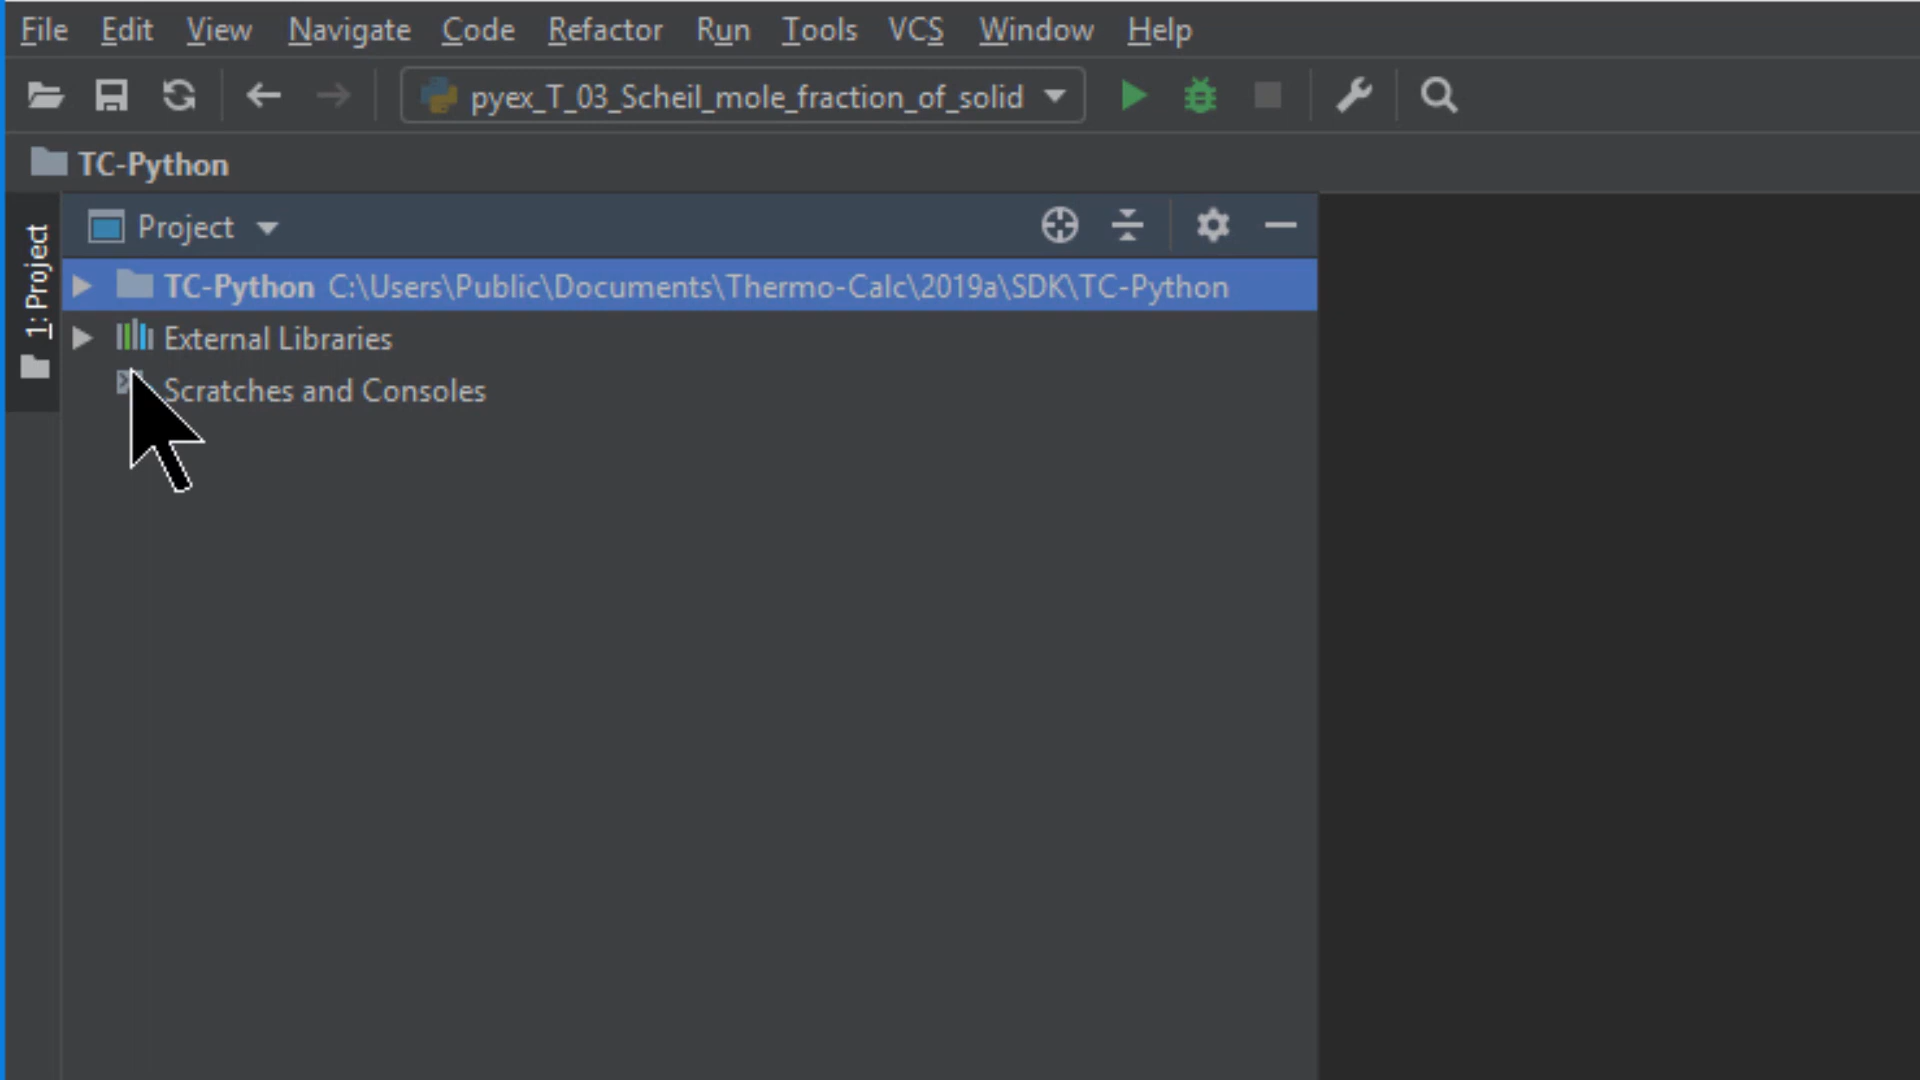 File Edit View Navigate Code Refactor Run Tools VCS Window Help
pyex_T_03_Scheil_mole_fraction_of_solid
TC-Python
1: Project
Project
TC-Python C:\Users\Public\Documents\Thermo-Calc\2019a\SDK\TC-Python
External Libraries
Scratches and Consoles